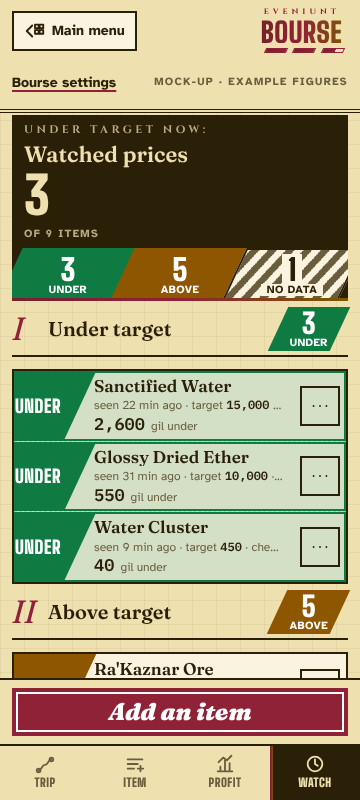 Main menu
EVENIUNT
BOURSE
Bourse settings
MOCK-UP · EXAMPLE FIGURES
UNDER TARGET NOW:
Watched prices
3
OF 9 ITEMS
3
UNDER
5
ABOVE
1
NO DATA
I
Under target
3
UNDER
UNDER
Sanctified Water
seen 22 min ago · target 15,000 ...
2,600 gil under
...
UNDER
Glossy Dried Ether
seen 31 min ago · target 10,000 ·...
550 gil under
...
UNDER
Water Cluster
seen 9 min ago · target 450 · che...
40 gil under
...
II
Above target
5
ABOVE
Ra'Kaznar Ore
Add an item
TRIP
ITEM
PROFIT
WATCH